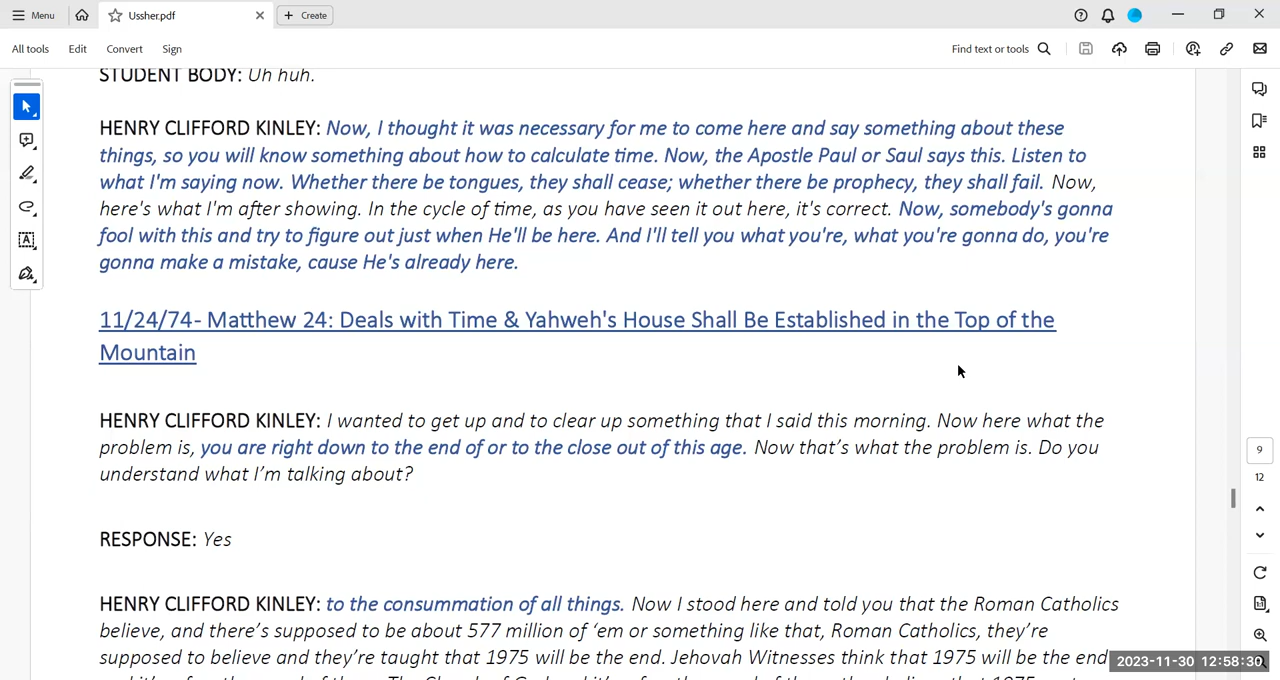 Menu
Ussher.pdf
Create
All tools
Edit
Convert
Sign
Find text or tools
STUDENT BODY: Uh huh.
HENRY CLIFFORD KINLEY: Now, I thought it was necessary for me to come here and say something about these
things, so you will know something about how to calculate time. Now, the Apostle Paul or Saul says this. Listen to
what I'm saying now. Whether there be tongues, they shall cease; whether there be prophecy, they shall fail. Now,
here's what I'm after showing. In the cycle of time, as you have seen it out here, it's correct. Now, somebody's gonna
fool with this and try to figure out just when He'll be here. And I'll tell you what you're, what you're gonna do, you're
gonna make a mistake, cause He's already here.
11/24/74- Matthew 24: Deals with Time & Yahweh's House Shall Be Established in the Top of the
Mountain
HENRY CLIFFORD KINLEY: I wanted to get up and to clear up something that I said this morning. Now here what the
problem is, you are right down to the end of or to the close out of this age. Now that's what the problem is. Do you
understand what I'm talking about?
RESPONSE: Yes
HENRY CLIFFORD KINLEY: to the consummation of all things. Now I stood here and told you that the Roman Catholics
believe, and there's supposed to be about 577 million of 'em or something like that, Roman Catholics, they're
supposed to believe and they're taught that 1975 will be the end. Jehovah Witnesses think that 1975 will be the end
9
12
2023-11-30 12:58:30